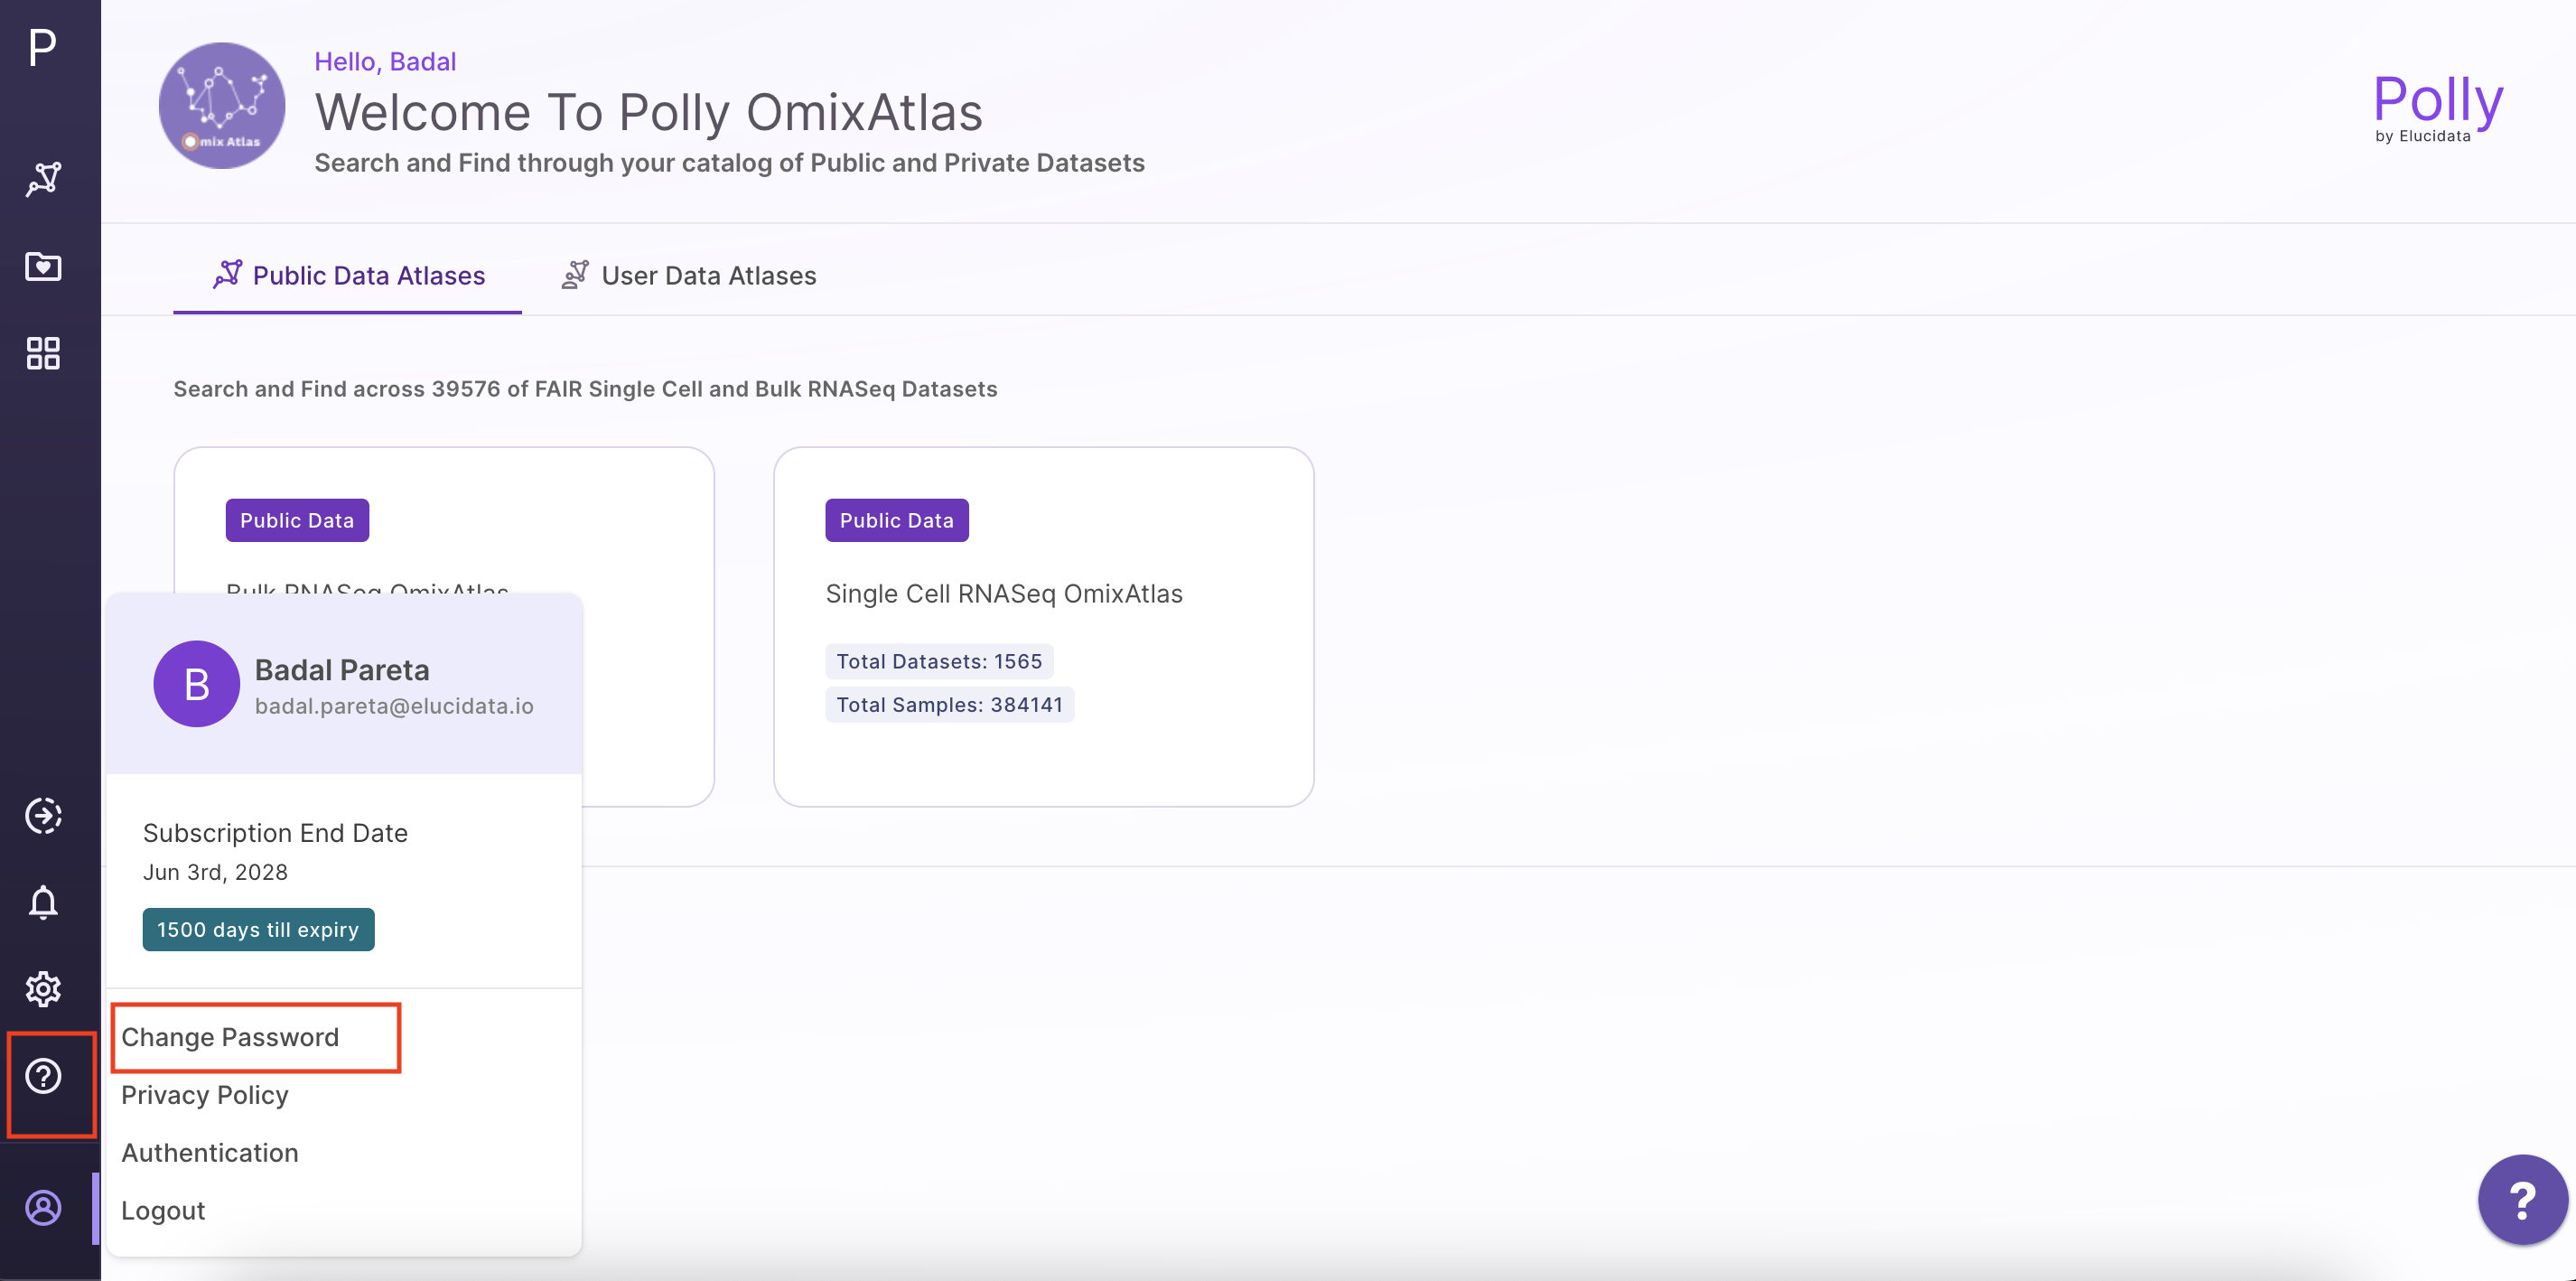 P
Hello, Badal
Welcome To Polly OmixAtlas
Search and Find through your catalog of Public and Private Datasets
Omix Atlas
Polly
by Elucidata
Public Data Atlases
User Data Atlases
Search and Find across 39576 of FAIR Single Cell and Bulk RNASeq Datasets
Public Data
Bulk RNASeq OmixAtlas
Public Data
Single Cell RNASeq OmixAtlas
Total Datasets: 1565
Total Samples: 384141
B
Badal Pareta
badal.pareta@elucidata.io
Subscription End Date
Jun 3rd, 2028
1500 days till expiry
Change Password
Privacy Policy
Authentication
Logout
?
?